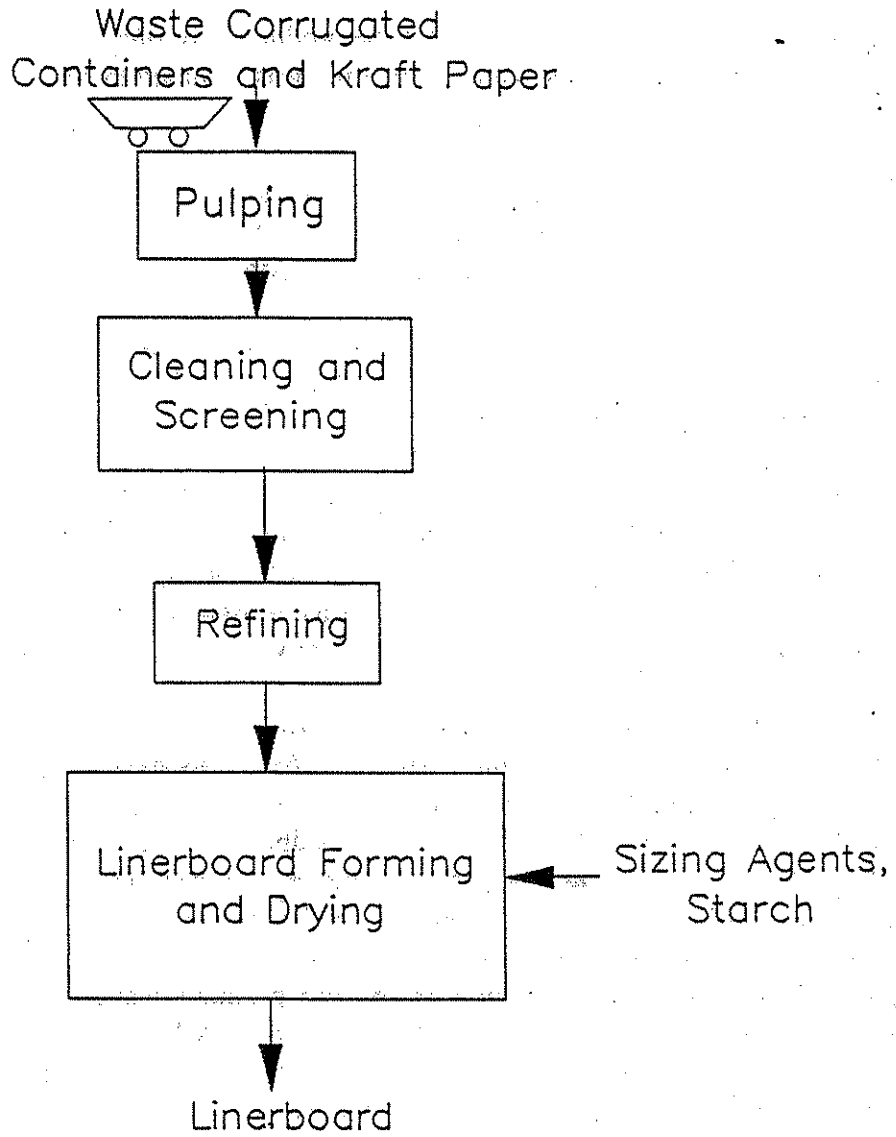 Waste Corrugated
Containers and Kraft Paper
Pulping
Cleaning and
Screening
Refining
Linerboard Forming
and Drying
Sizing Agents,
Starch
Linerboard